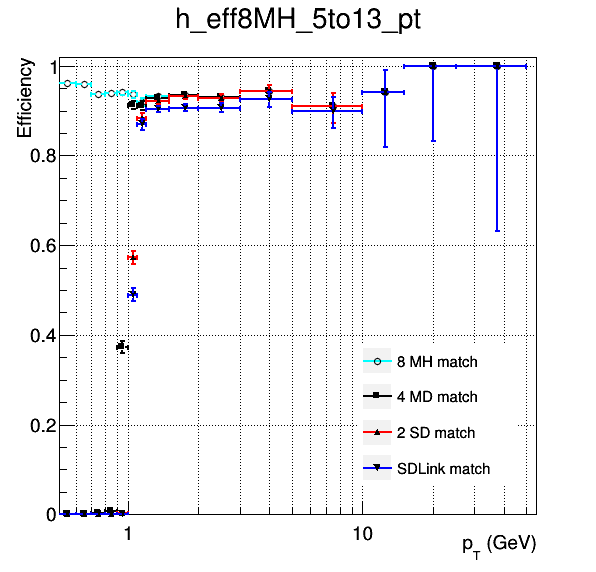 h_eff8MH_5to13_pt
Efficiency
1
0.8
0.6
0.4
0.2
0
8 MH match
4 MD match
2 SD match
SDLink match
1
10
p_T (GeV)